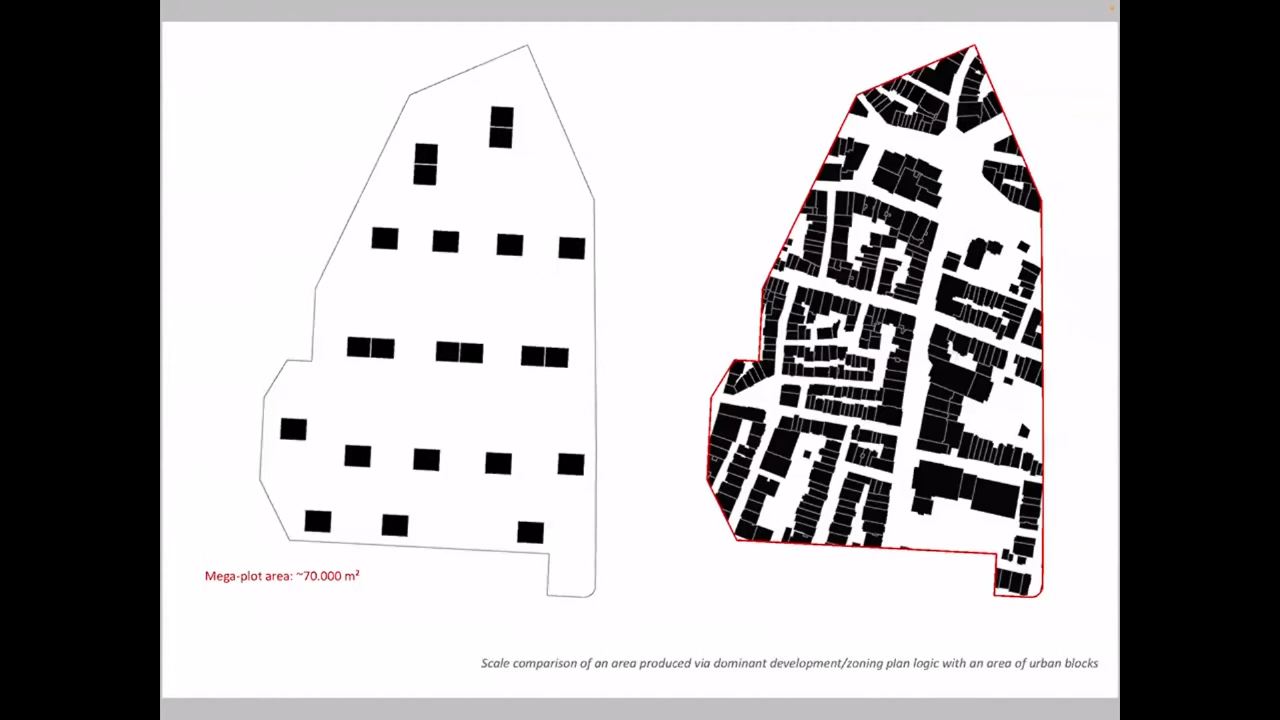 Mega-plot area: ~70.000 m²
Scale comparison of an area produced via dominant development/zoning plan logic with an area of urban blocks